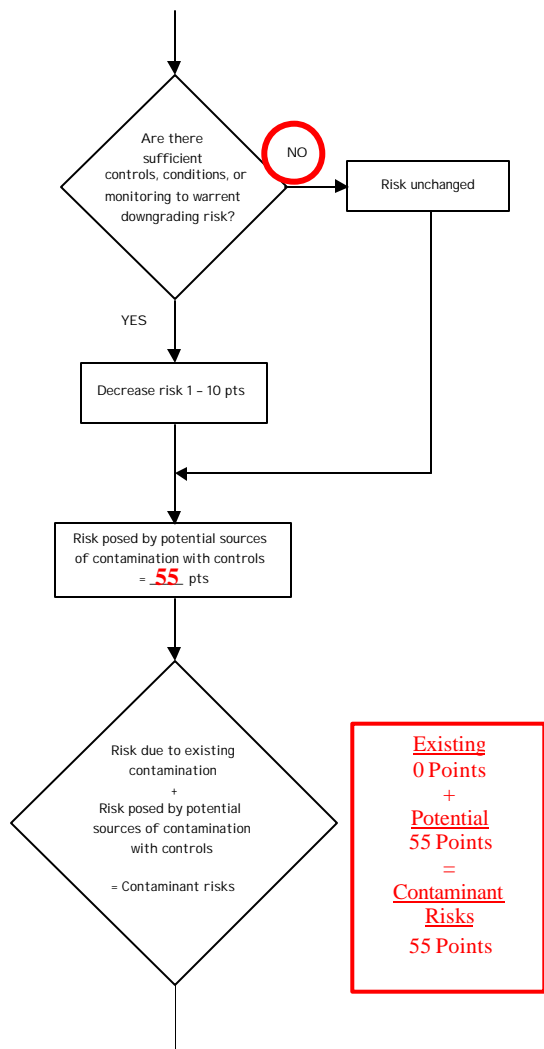 Are there
sufficient
controls, conditions, or
monitoring to warrent
downgrading risk?
NO
Risk unchanged
YES
Decrease risk 1 – 10 pts
Risk posed by potential sources
of contamination with controls
= 55 pts
Risk due to existing
contamination
+
Risk posed by potential
sources of contamination
with controls
= Contaminant risks
Existing
0 Points
+
Potential
55 Points
=
Contaminant
Risks
55 Points